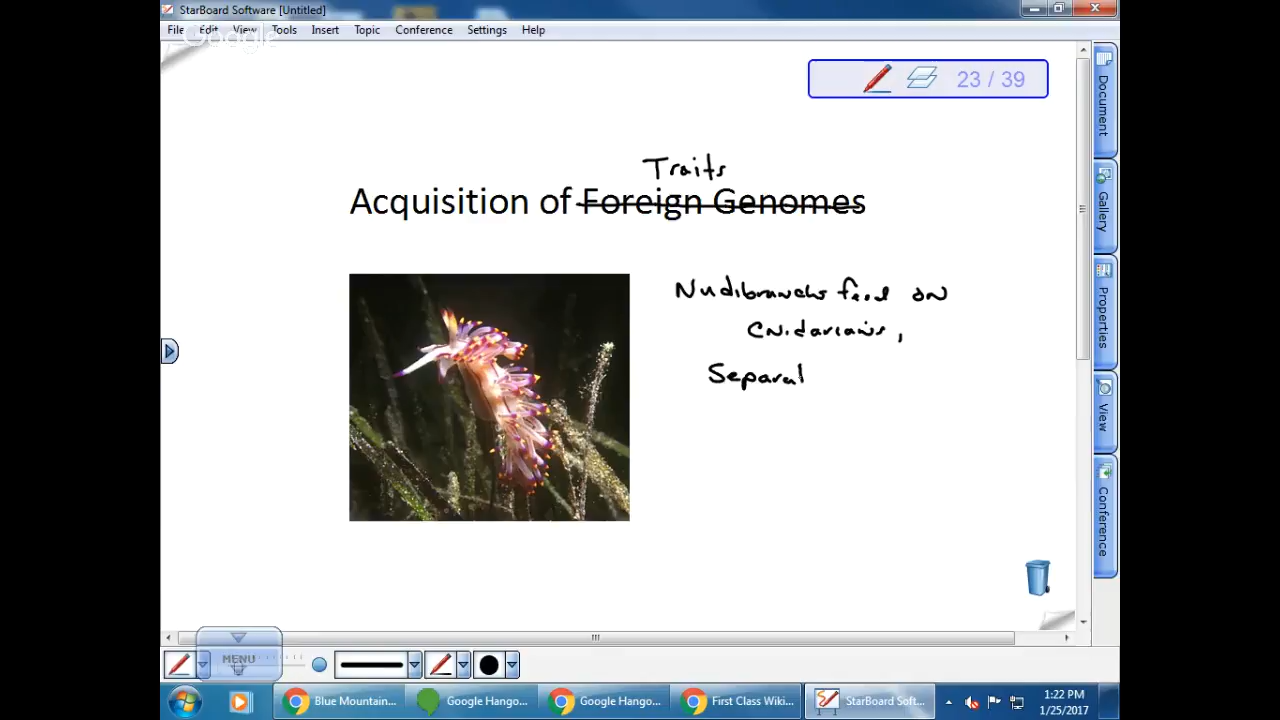 StarBoard Software [Untitled]
File Edit View Tools Insert Topic Conference Settings Help
Google
23 / 39
Traits
Acquisition of Foreign Genomes
Nudibranchs feed on
Cnidarians,
Separat
Document
Gallery
Properties
View
Conference
MENU
Blue Mountain...
Google Hango...
Google Hango...
First Class Wiki...
StarBoard Soft...
1:22 PM
1/25/2017